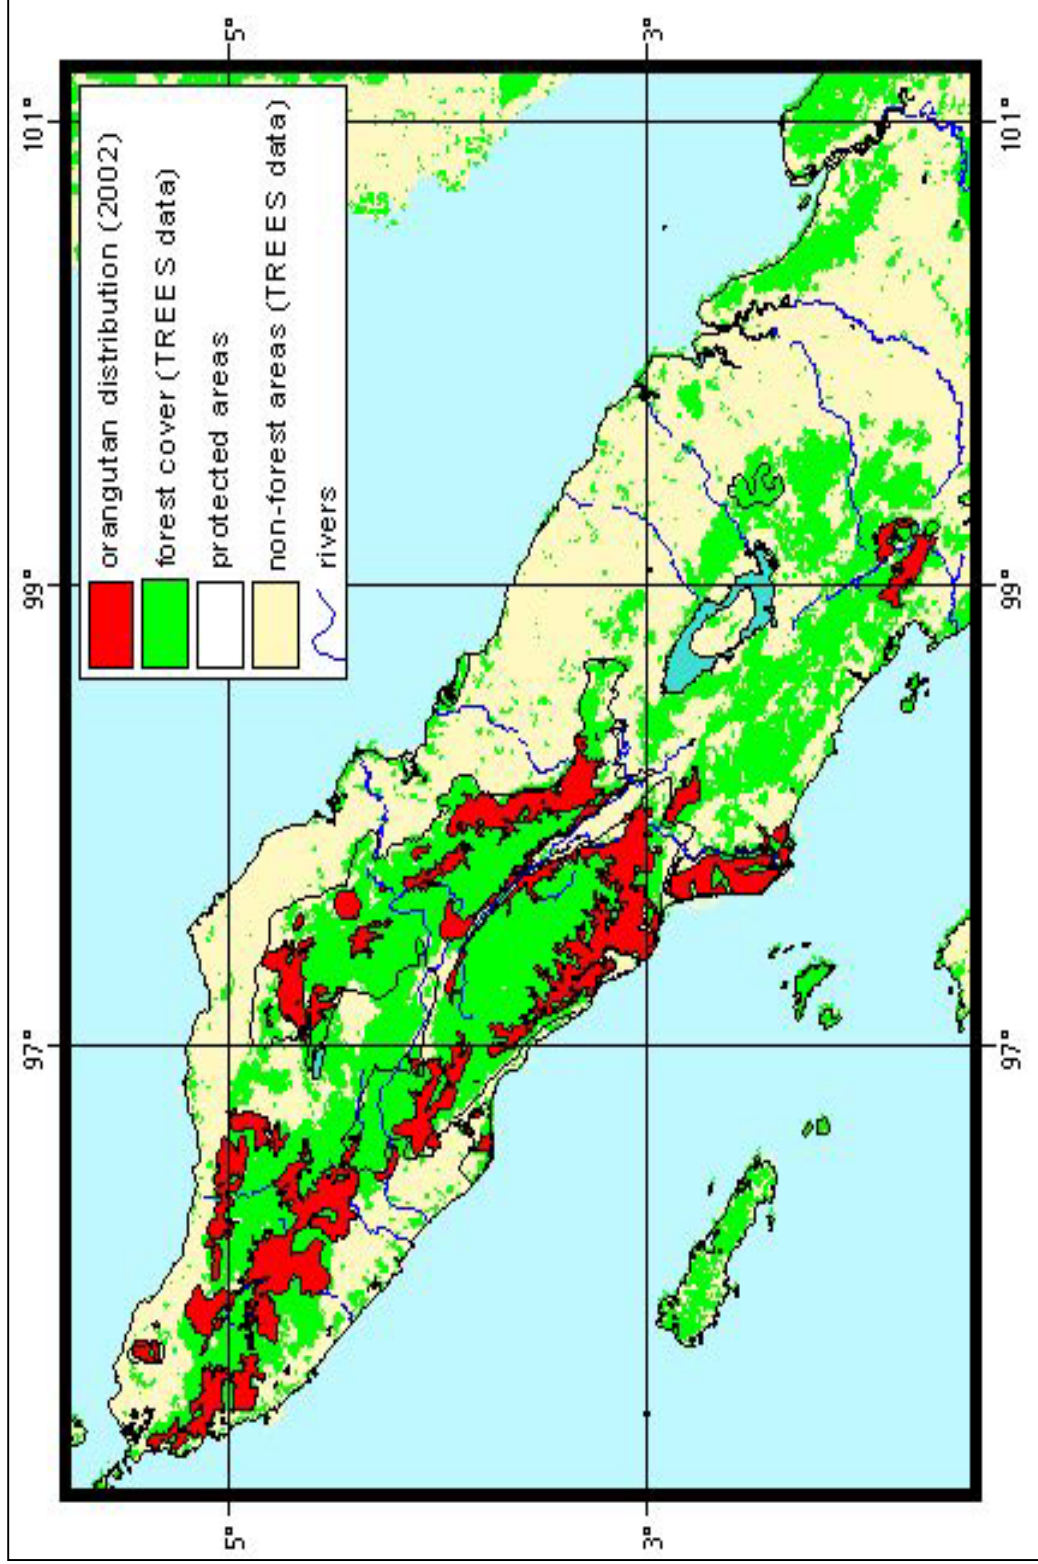 5°
3°
101°
101°
99°
99°
97°
97°
5°
3°
orangutan distribution (2002)
forest cover (TREES data)
protected areas
non-forest areas (TREES data)
rivers